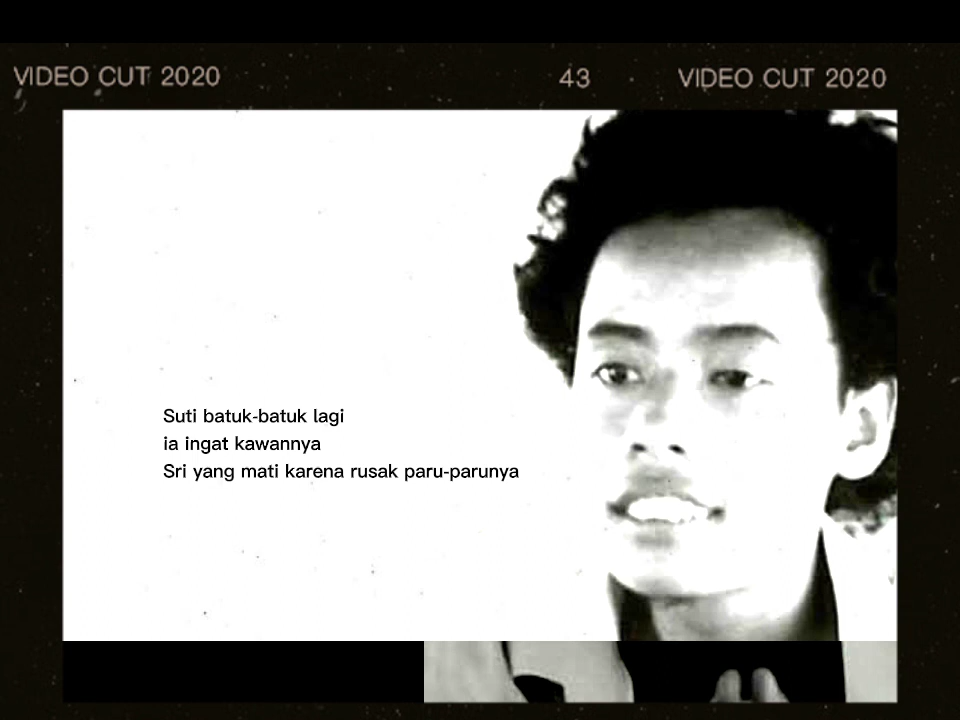 VIDEO CUT 2020 43 VIDEO CUT 2020
Suti batuk-batuk lagi
ia ingat kawannya
Sri yang mati karena rusak paru-parunya